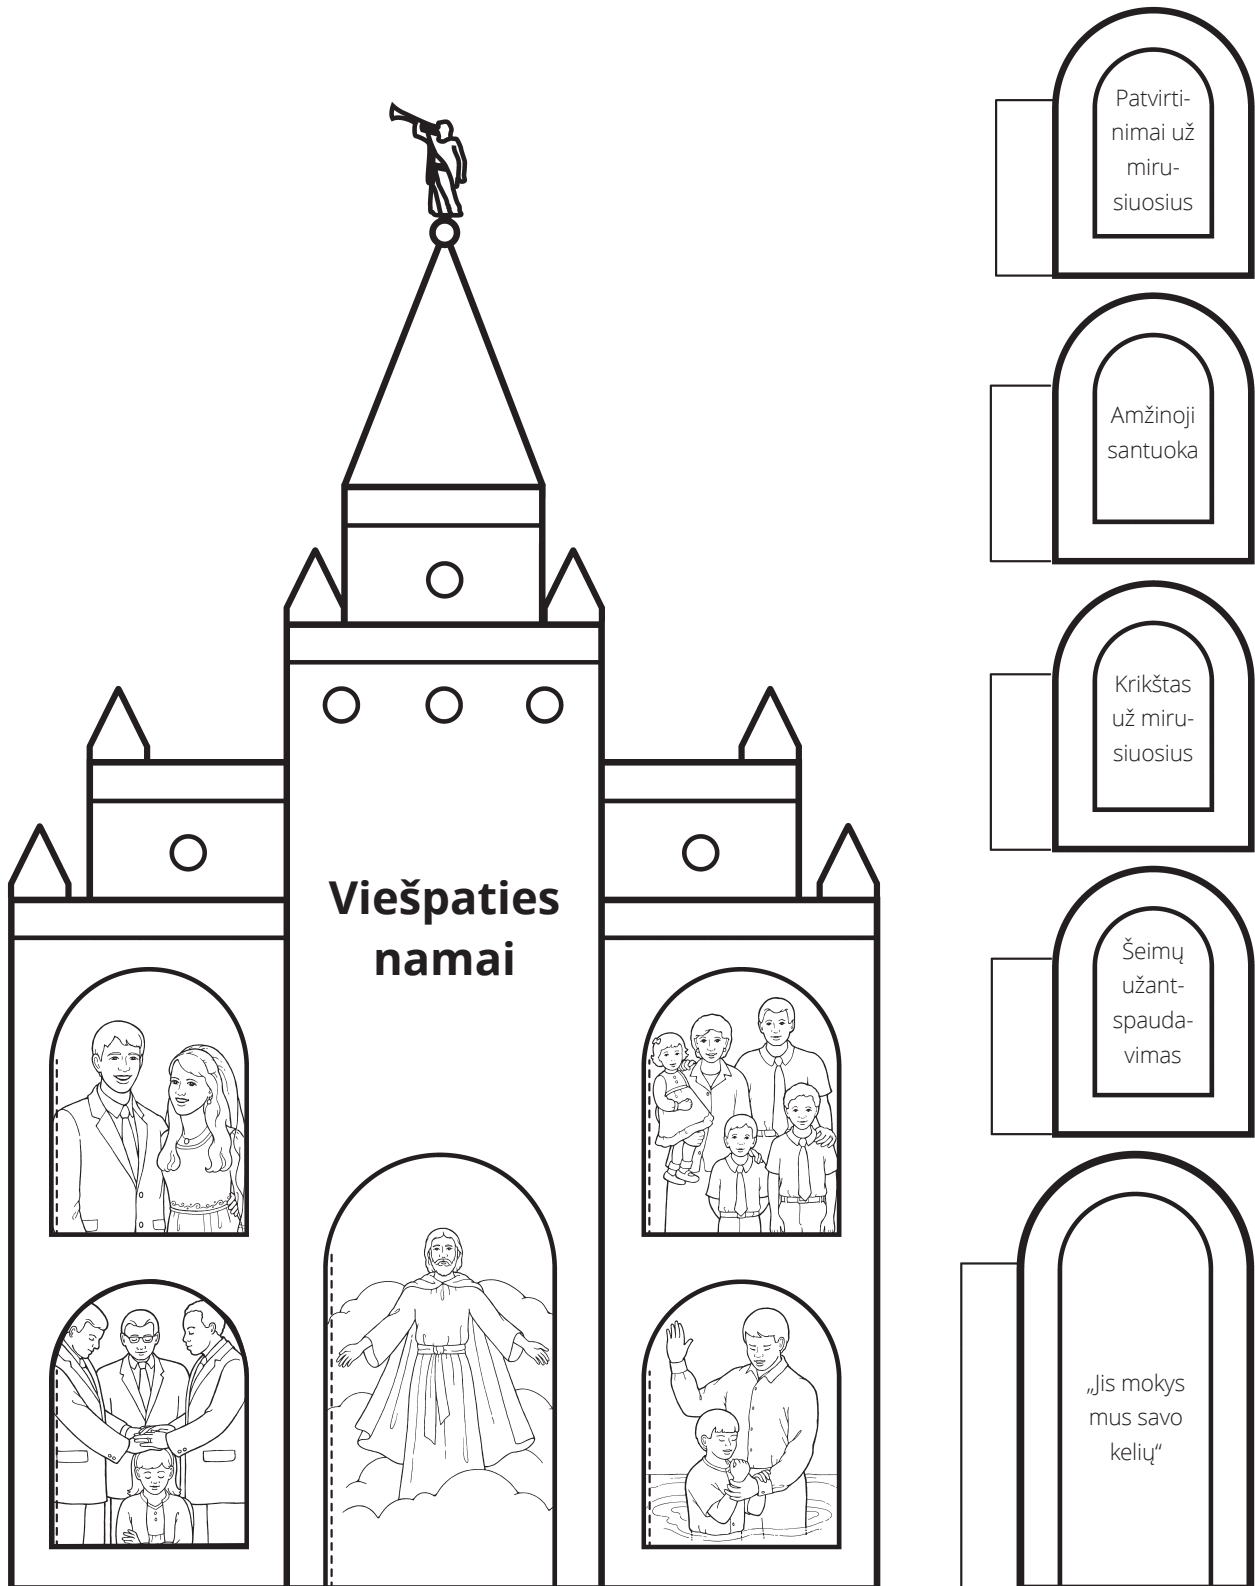 Patvirti-
nimai už
miru-
siuosius
Amžinoji
santuoka
Krikštas
už miru-
siuosius
Viešpaties
namai
Šeimų
užant-
spauda-
vimas
„Jis mokys
mus savo
kelių“